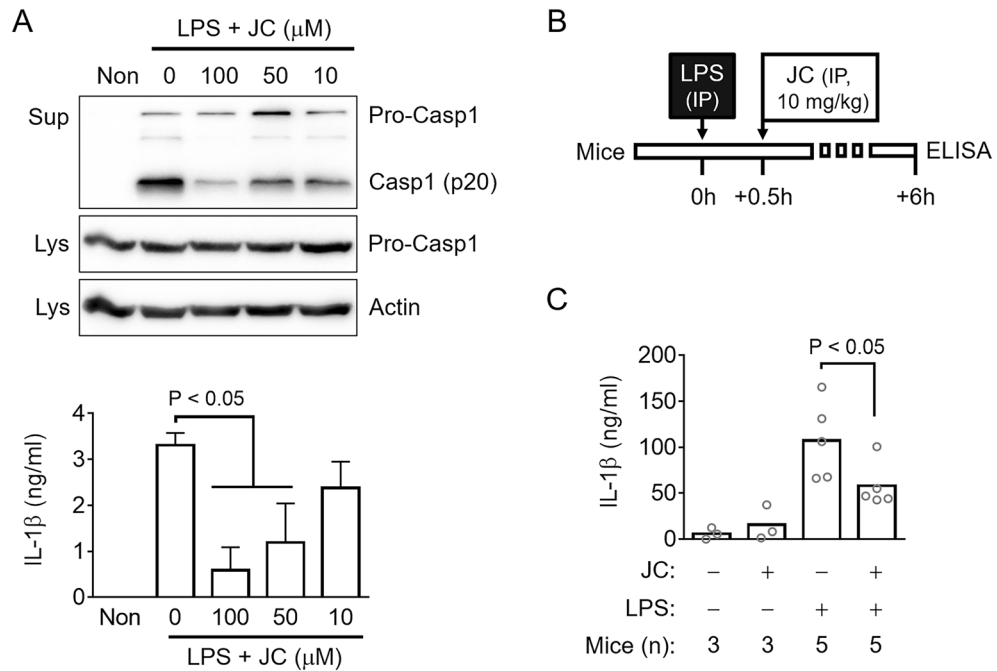 A
LPS + JC (μM)
Non 0 100 50 10
Sup
Pro-Casp1
Casp1 (p20)
Lys
Pro-Casp1
Lys
Actin
P < 0.05
IL-1β (ng/ml)
4
3
2
1
0
Non 0 100 50 10
LPS + JC (μM)
B
LPS
(IP)
JC (IP,
10 mg/kg)
Mice
ELISA
0h +0.5h +6h
C
P < 0.05
IL-1β (ng/ml)
200
150
100
50
0
JC: – + – +
LPS: – – + +
Mice (n): 3 3 5 5